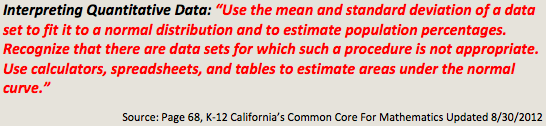 Interpreting Quantitative Data: “Use the mean and standard deviation of a data
set to fit it to a normal distribution and to estimate population percentages.
Recognize that there are data sets for which such a procedure is not appropriate.
Use calculators, spreadsheets, and tables to estimate areas under the normal
curve.”
Source: Page 68, K-12 California’s Common Core For Mathematics Updated 8/30/2012